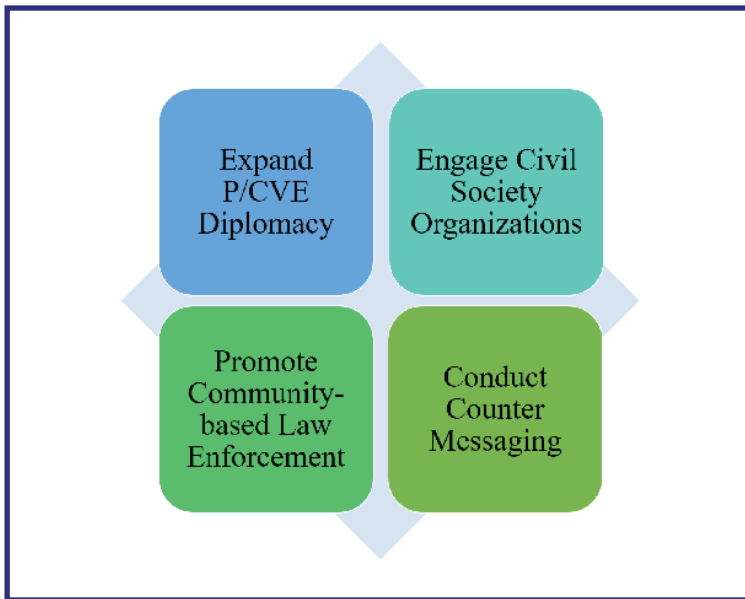 Expand
P/CVE
Diplomacy
Engage Civil
Society
Organizations
Promote
Community-
based Law
Enforcement
Conduct
Counter
Messaging